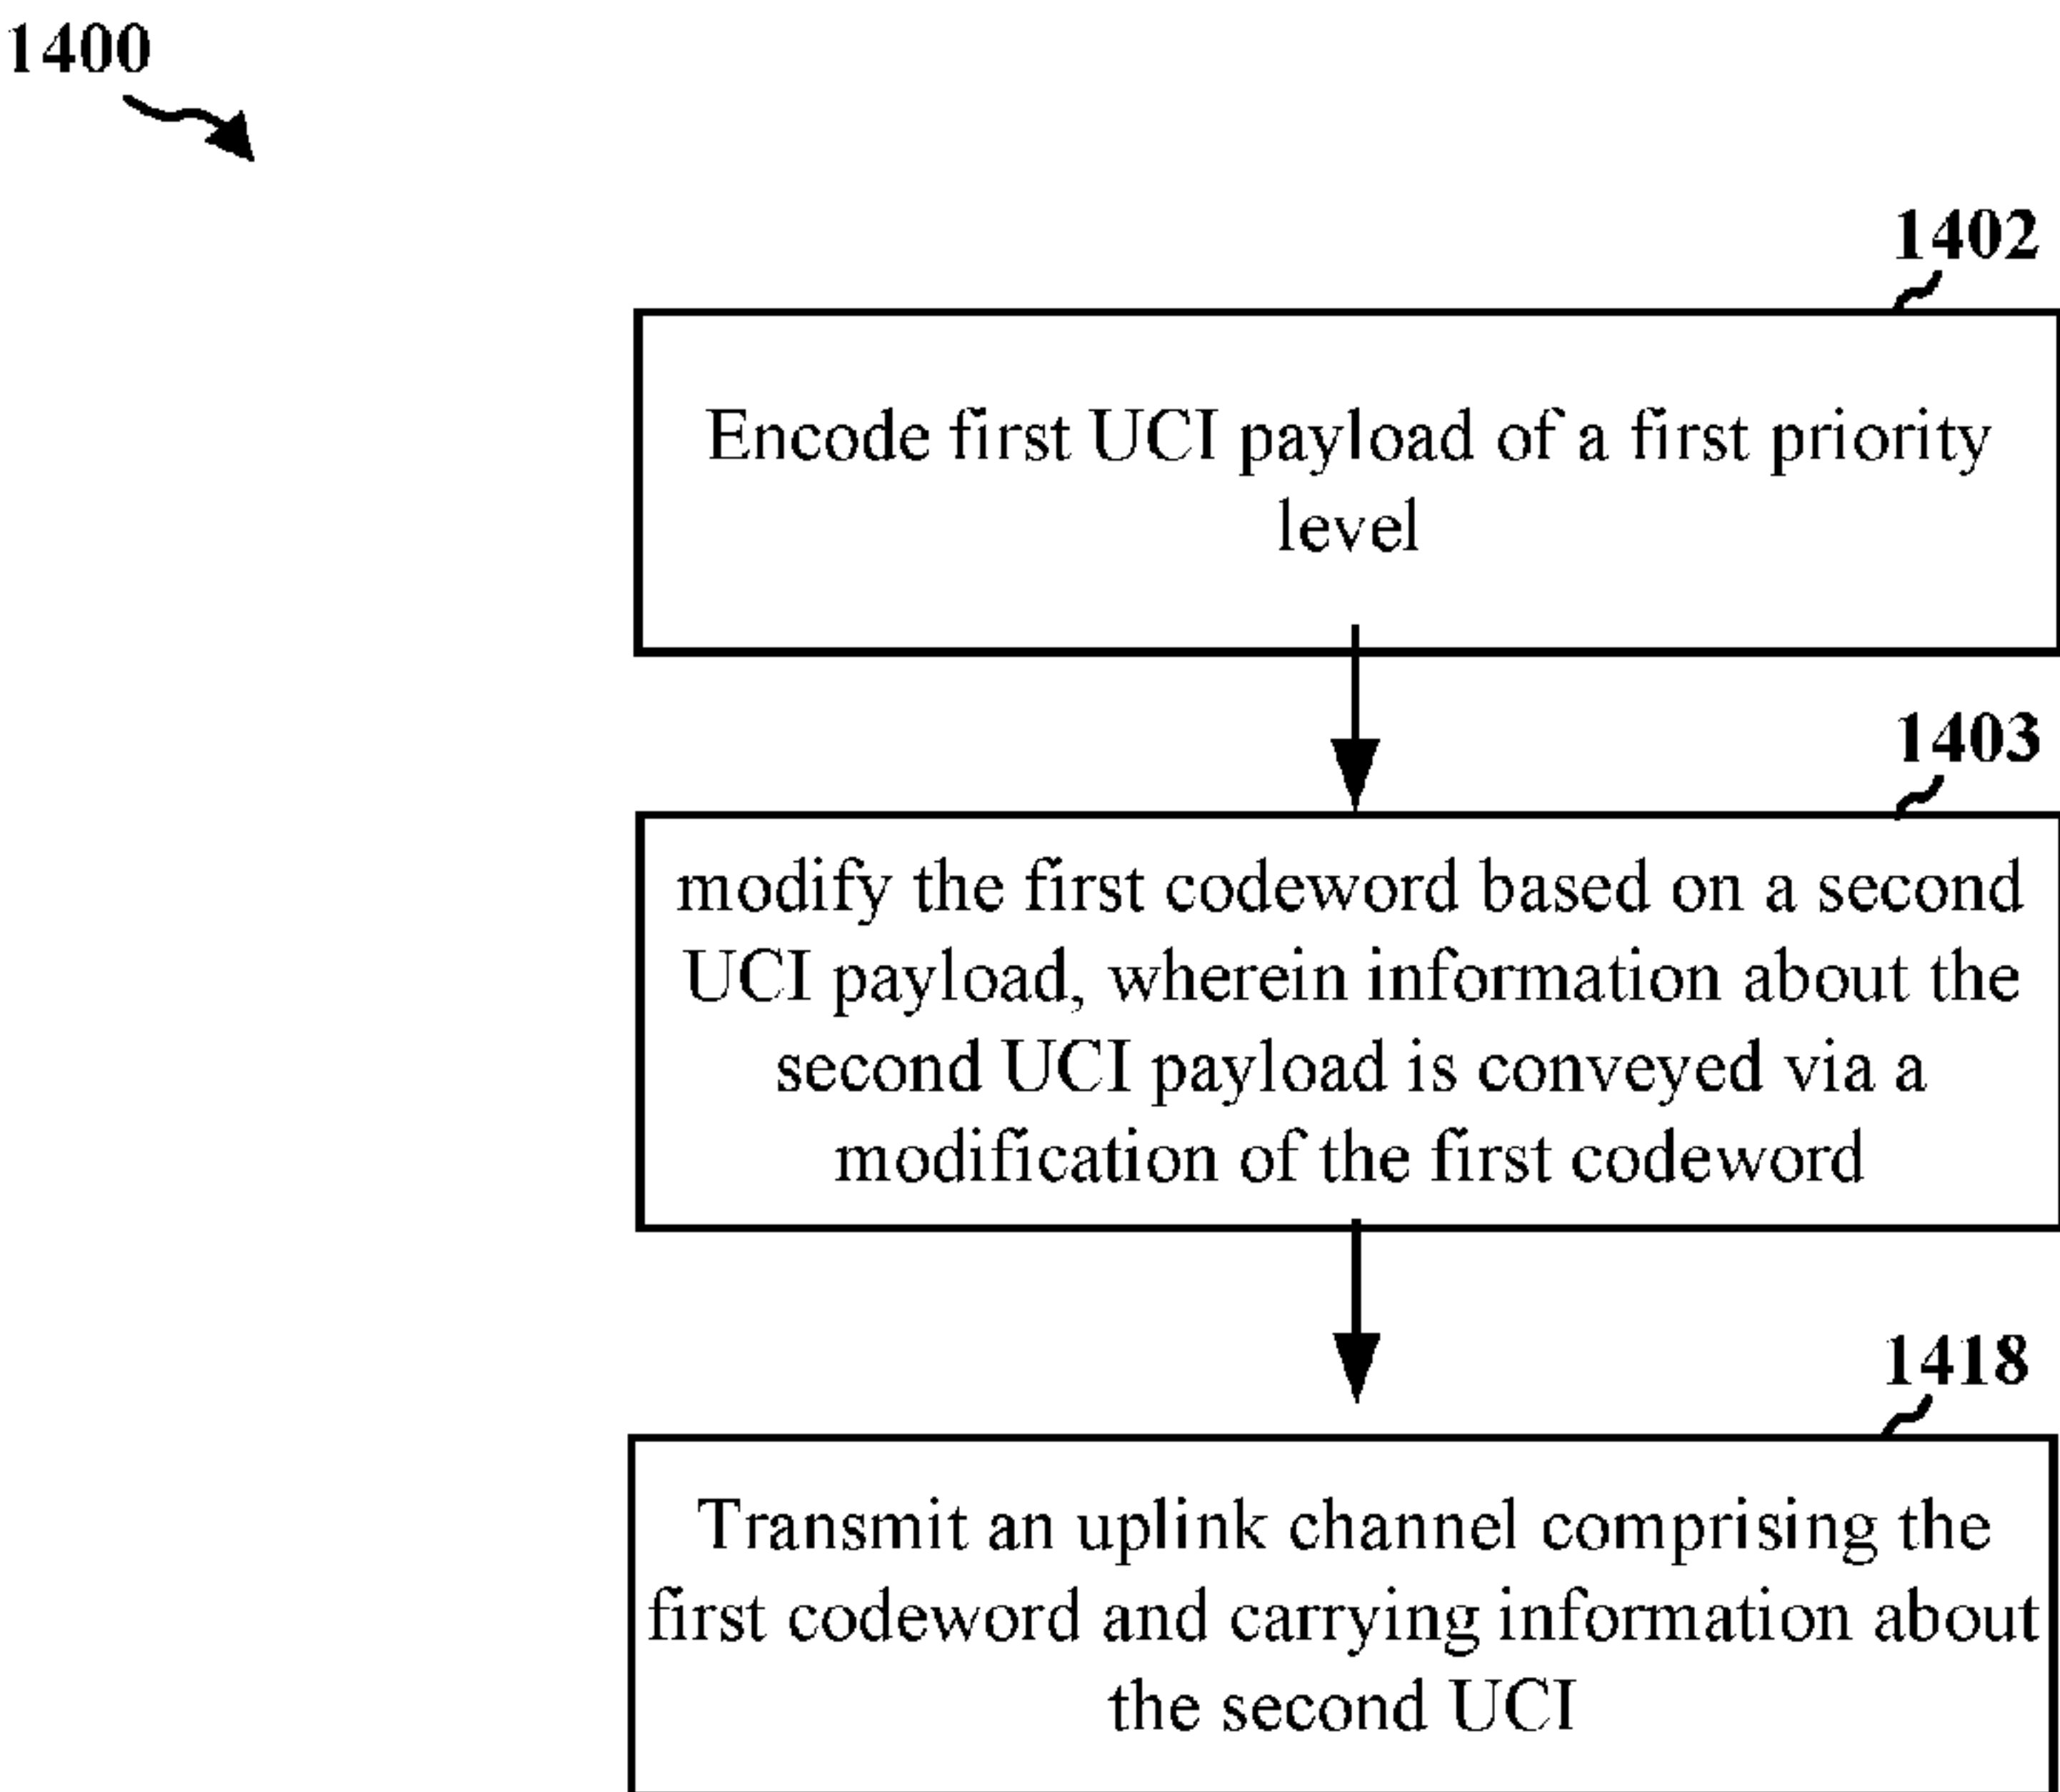 1400
1402
Encode first UCI payload of a first priority
level
1403
modify the first codeword based on a second
UCI payload, wherein information about the
second UCI payload is conveyed via a
modification of the first codeword
1418
Transmit an uplink channel comprising the
first codeword and carrying information about
the second UCI